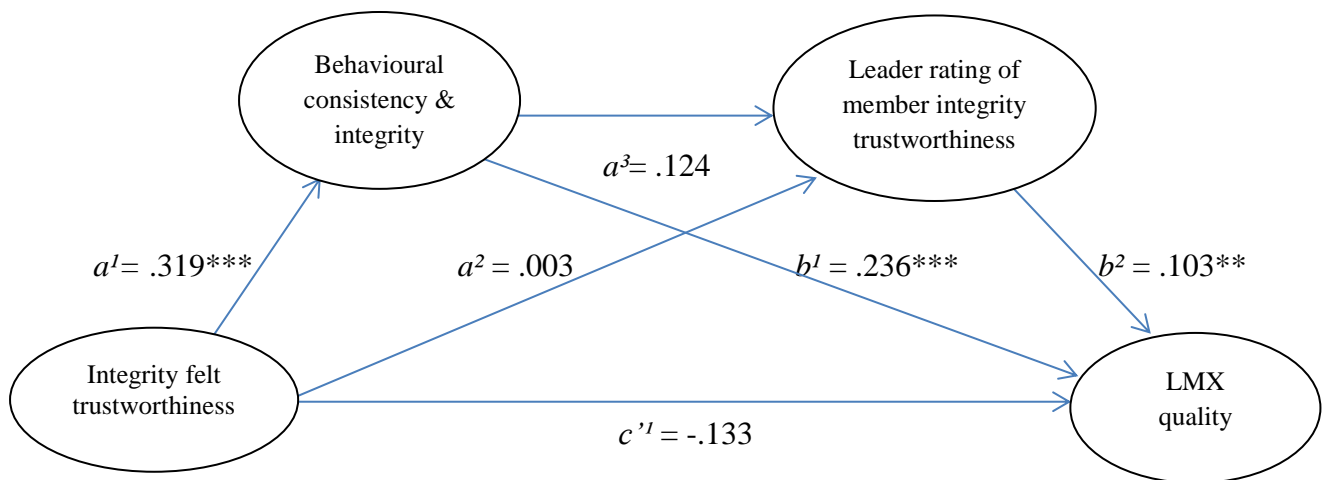 Behavioural
consistency &
integrity
Leader rating of
member integrity
trustworthiness
a³= .124
a¹= .319***
a² = .003
b¹ = .236***
b² = .103**
Integrity felt
trustworthiness
LMX
quality
c’¹ = -.133